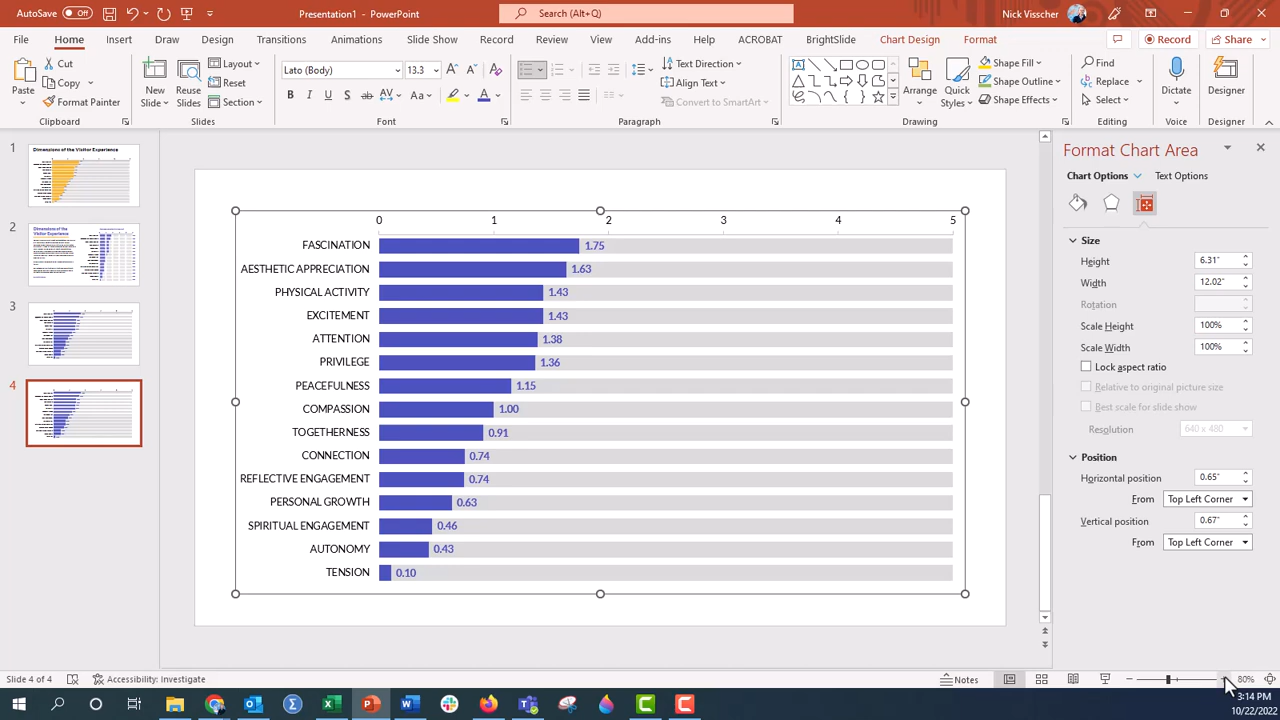 AutoSave Off Presentation1 - PowerPoint Search (Alt+Q) Nick Visscher
File Home Insert Draw Design Transitions Animations Slide Show Record Review View Add-ins Help ACROBAT BrightSlide Chart Design Format Record Share
Paste Cut Copy Format Painter
Clipboard
New Slide Reuse Slides Layout Reset Section
Slides
Lato (Body) 13.3
Font
Text Direction Align Text Convert to SmartArt
Paragraph
Arrange Quick Styles Shape Fill Shape Outline Shape Effects
Drawing
Find Replace Select
Editing
Dictate
Voice
Designer
Designer
1
Dimensions of the Visitor Experience
2
Dimensions of the
Visitor Experience
3
4
0 1 2 3 4 5
FASCINATION 1.75
AESTHETIC APPRECIATION 1.63
PHYSICAL ACTIVITY 1.43
EXCITEMENT 1.43
ATTENTION 1.38
PRIVILEGE 1.36
PEACEFULNESS 1.15
COMPASSION 1.00
TOGETHERNESS 0.91
CONNECTION 0.74
REFLECTIVE ENGAGEMENT 0.74
PERSONAL GROWTH 0.63
SPIRITUAL ENGAGEMENT 0.46
AUTONOMY 0.43
TENSION 0.10
Format Chart Area
Chart Options Text Options
Size
Height 6.31"
Width 12.02"
Rotation
Scale Height 100%
Scale Width 100%
Lock aspect ratio
Relative to original picture size
Best scale for slide show
Resolution 640 x 480
Position
Horizontal position 0.65"
From Top Left Corner
Vertical position 0.67"
From Top Left Corner
Slide 4 of 4 Accessibility: Investigate Notes 80%
3:14 PM
10/22/2022